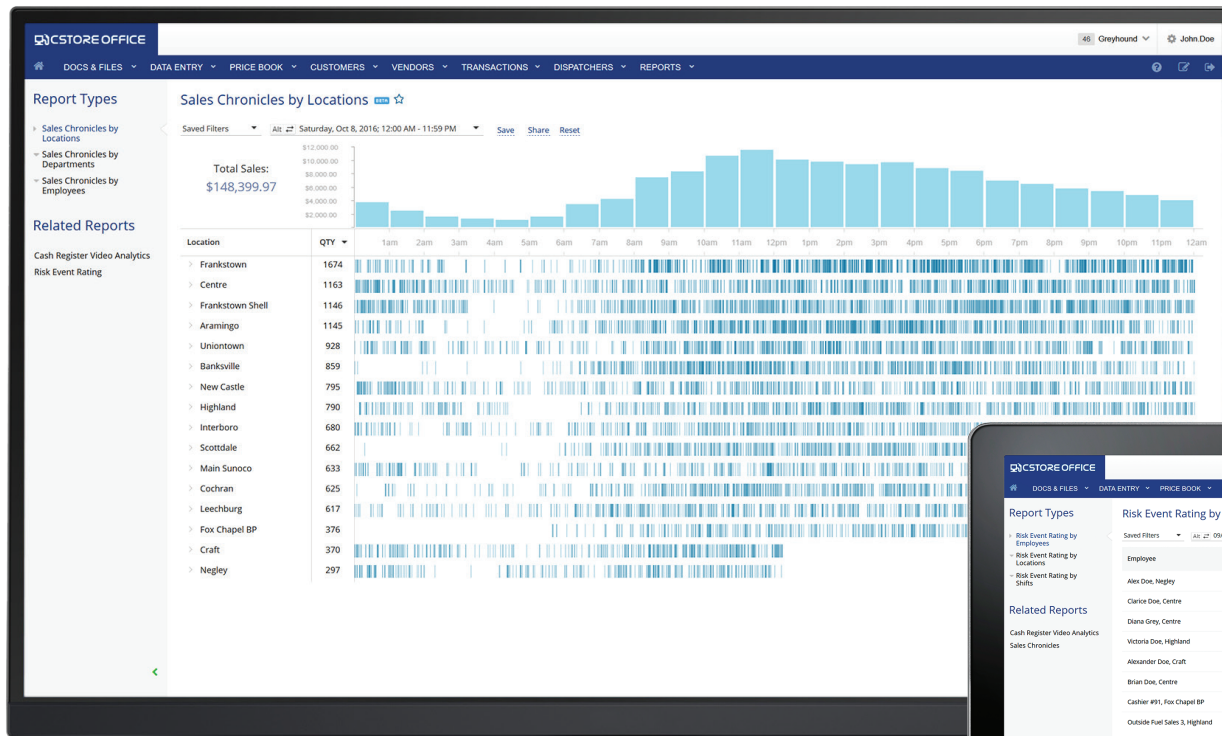 CSTORE OFFICE
46 Greyhound
John.Doe
DOCS & FILES DATA ENTRY PRICE BOOK CUSTOMERS VENDORS TRANSACTIONS DISPATCHERS REPORTS
Report Types
Sales Chronicles by
Locations
Sales Chronicles by
Departments
Sales Chronicles by
Employees
Related Reports
Cash Register Video Analytics
Risk Event Rating
Sales Chronicles by Locations BETA
Saved Filters Alt Saturday, Oct 8, 2016; 12:00 AM - 11:59 PM Save Share Reset
Total Sales:
$148,399.97
$12,000.00
$10,000.00
$8,000.00
$6,000.00
$4,000.00
$2,000.00
Location QTY 1am 2am 3am 4am 5am 6am 7am 8am 9am 10am 11am 12pm 1pm 2pm 3pm 4pm 5pm 6pm 7pm 8pm 9pm 10pm 11pm 12am
Frankstown 1674
Centre 1163
Frankstown Shell 1146
Aramingo 1145
Uniontown 928
Banksville 859
New Castle 795
Highland 790
Interboro 680
Scottdale 662
Main Sunoco 633
Cochran 625
Leechburg 617
Fox Chapel BP 376
Craft 370
Negley 297
CSTORE OFFICE
DOCS & FILES DATA ENTRY PRICE BOOK
Report Types
Risk Event Rating by
Employees
Risk Event Rating by
Locations
Risk Event Rating by
Shifts
Related Reports
Cash Register Video Analytics
Sales Chronicles
Risk Event Rating by
Saved Filters Alt
Employee
Alex Doe, Negley
Clarice Doe, Centre
Diana Grey, Centre
Victoria Doe, Highland
Alexander Doe, Craft
Brian Doe, Centre
Cashier #91, Fox Chapel BP
Outside Fuel Sales 3, Highland